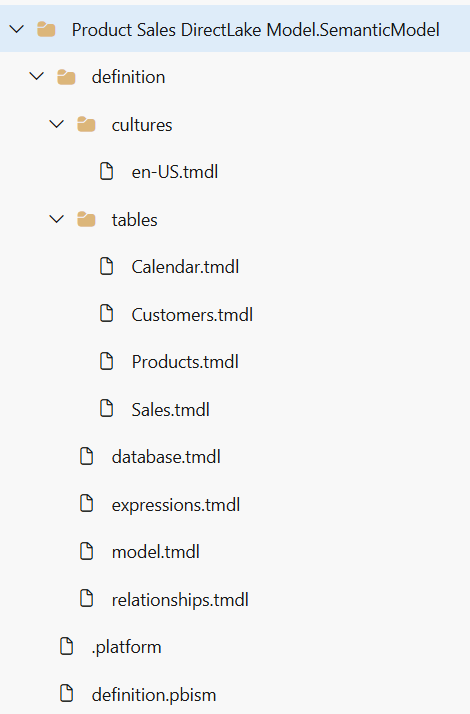 Product Sales DirectLake Model.SemanticModel
definition
cultures
en-US.tmdl
tables
Calendar.tmdl
Customers.tmdl
Products.tmdl
Sales.tmdl
database.tmdl
expressions.tmdl
model.tmdl
relationships.tmdl
.platform
definition.pbism